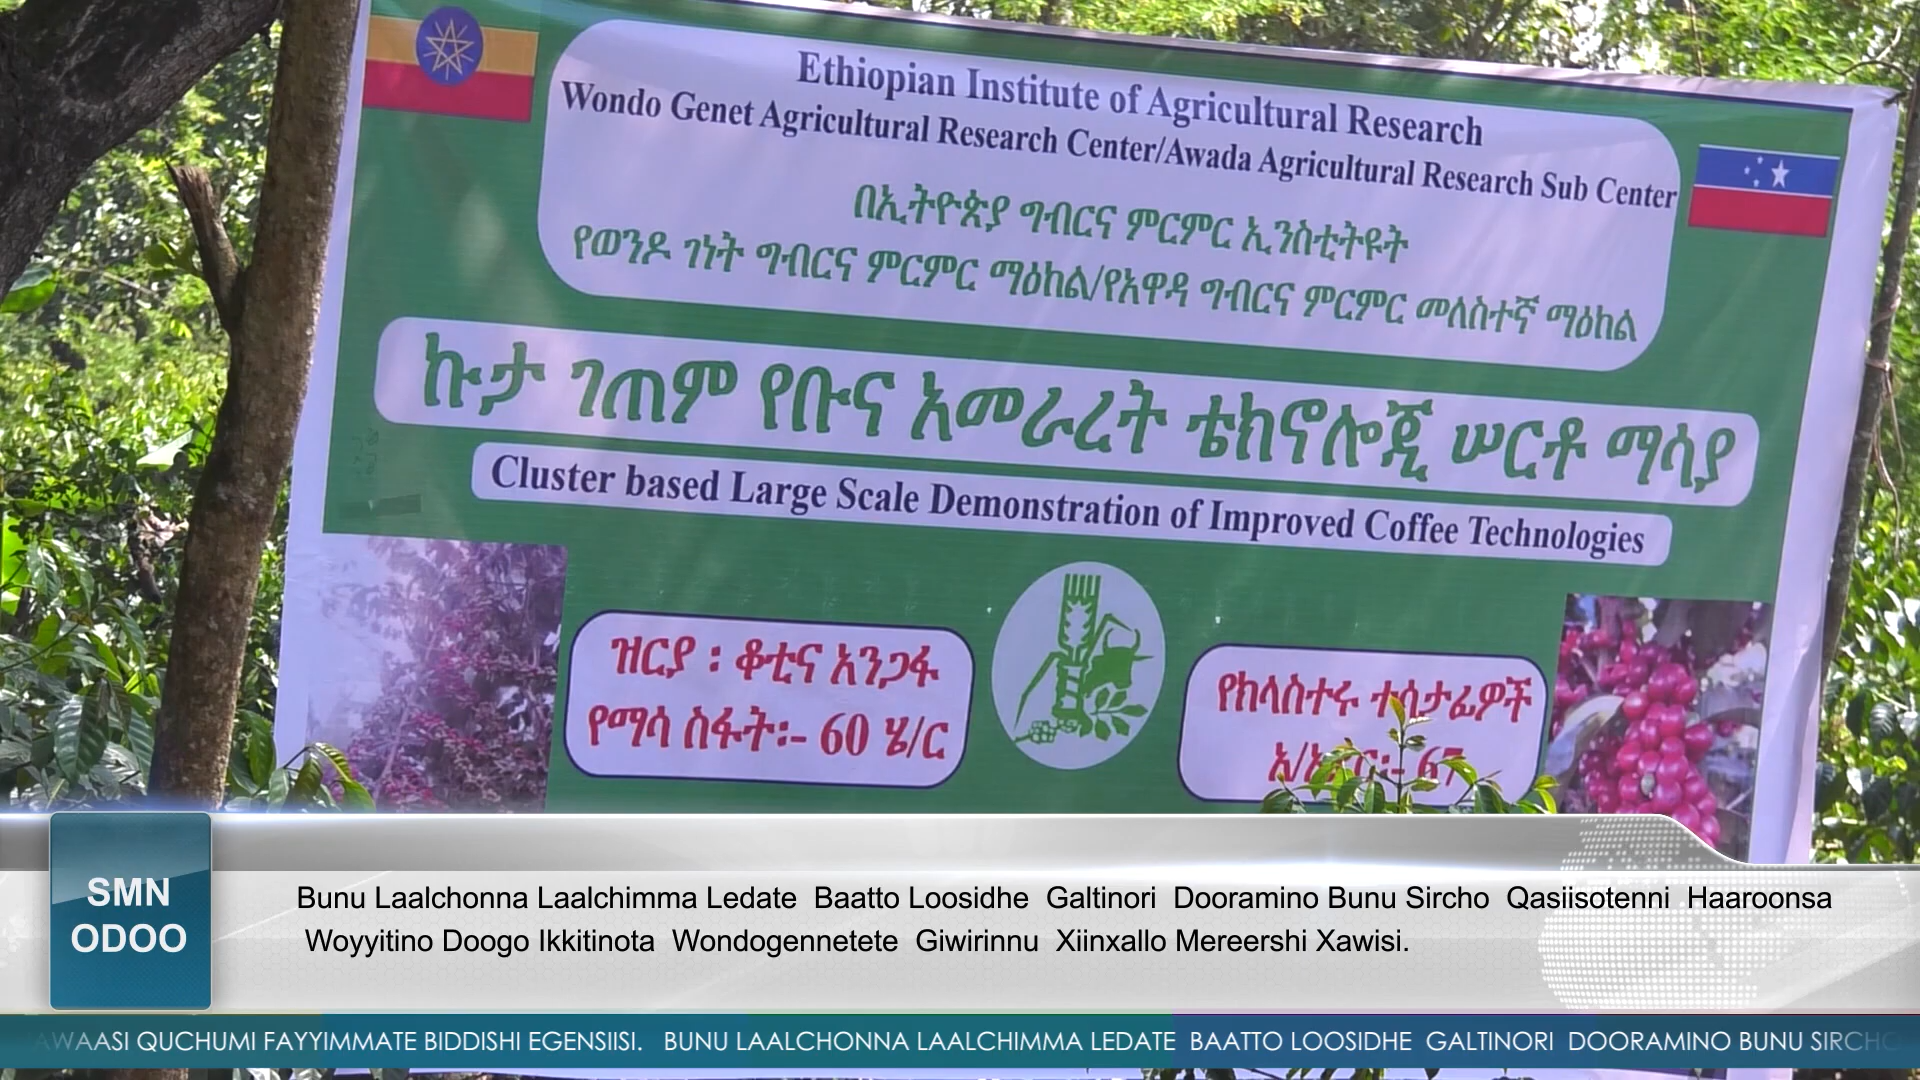 Ethiopian Institute of Agricultural Research
Wondo Genet Agricultural Research Center/Awada Agricultural Research Sub Center
በኢትዮጵያ ግብርና ምርምር ኢንስቲትዩት
የወንዶ ገነት ግብርና ምርምር ማዕከል/የአዋዳ ግብርና ምርምር መለስተኛ ማዕከል
ኩታ ገጠም የቡና አመራረት ቴክኖሎጂ ሠርቶ ማሳያ
Cluster based Large Scale Demonstration of Improved Coffee Technologies
ዝርያ ፡ ቆቲና አንጋፋ
የማሳ ስፋት፡- 60 ሄ/ር
የክላስተሩ ተሳታፊዎች
67
SMN
ODOO
Bunu Laalchonna Laalchimma Ledate Baatto Loosidhe Galtinori Dooramino Bunu Sircho Qasiisotenni Haaroonsa
Woyyitino Doogo Ikkitinota Wondogennetete Giwirinnu Xiinxallo Mereershi Xawisi.
AWAASI QUCHUMI FAYYIMMATE BIDDISHI EGENSIISI. BUNU LAALCHONNA LAALCHIMMA LEDATE BAATTO LOOSIDHE GALTINORI DOORAMINO BUNU SIRCH